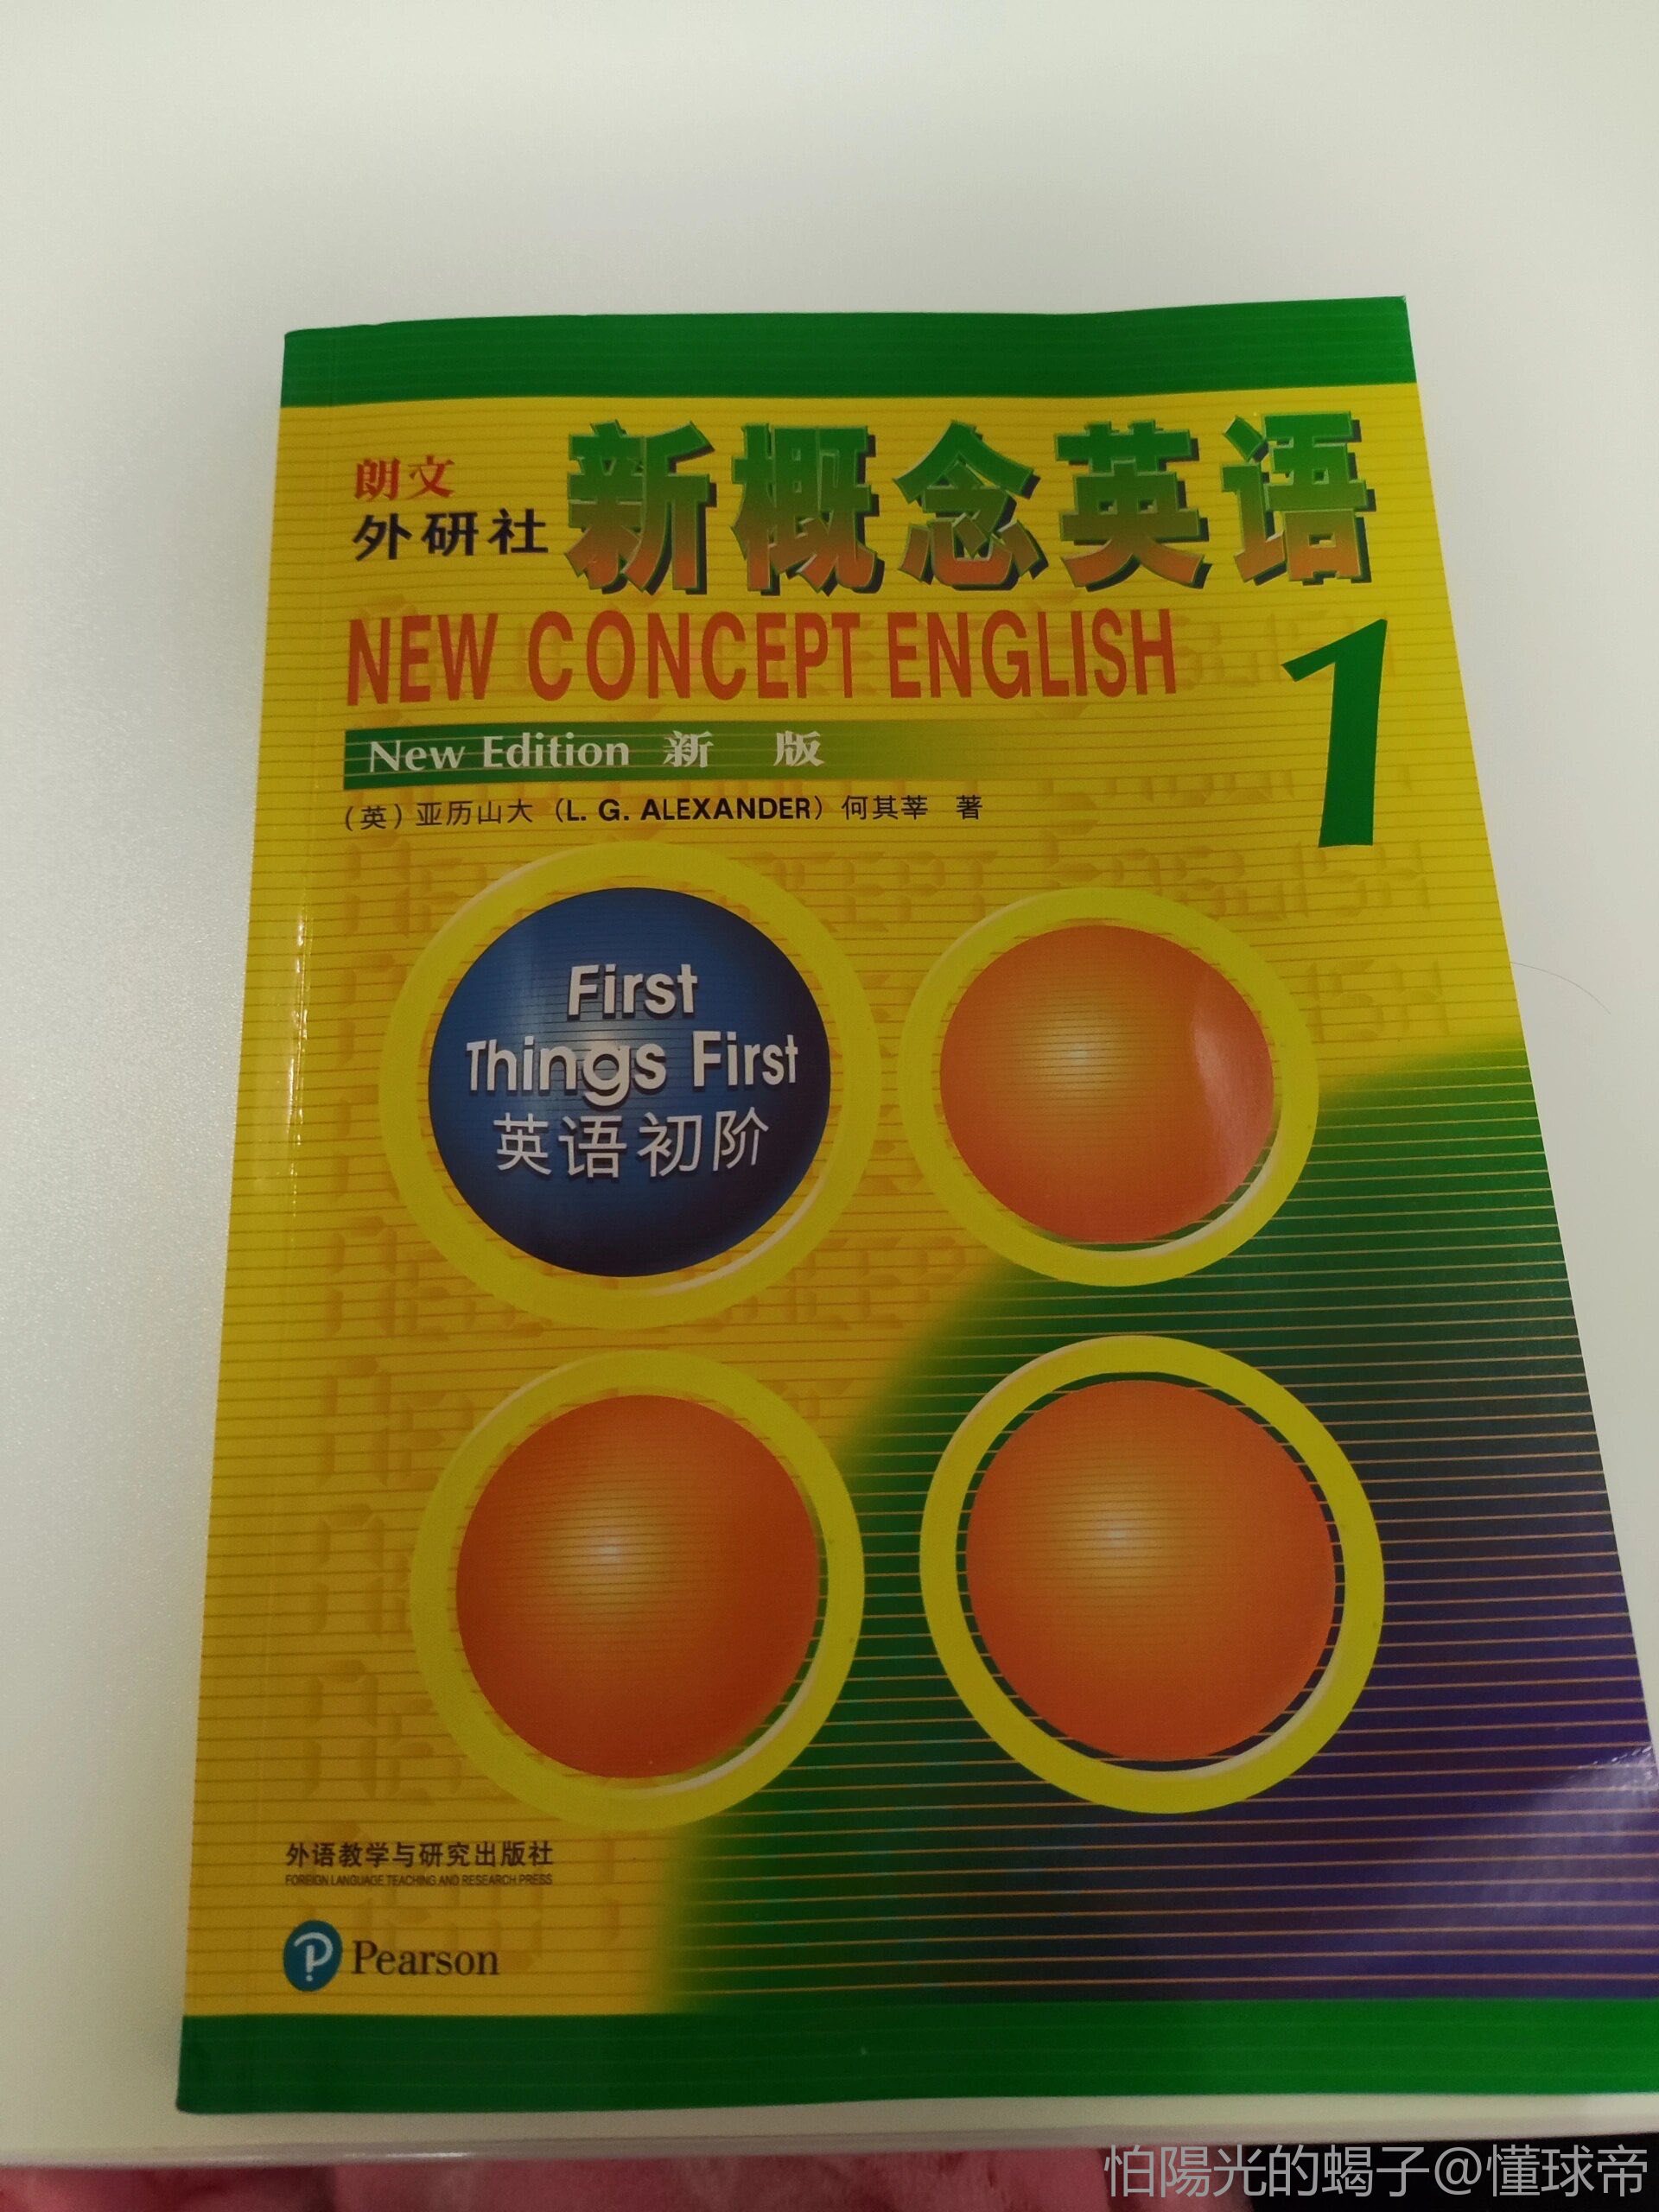 朗文
外研社
新概念英语
NEW CONCEPT ENGLISH
1
New Edition 新 版
(英) 亚历山大 (L. G. ALEXANDER) 何其莘 著
First
Things First
英语初阶
外语教学与研究出版社
FOREIGN LANGUAGE TEACHING AND RESEARCH PRESS
Pearson
怕陽光的蝎子@懂球帝